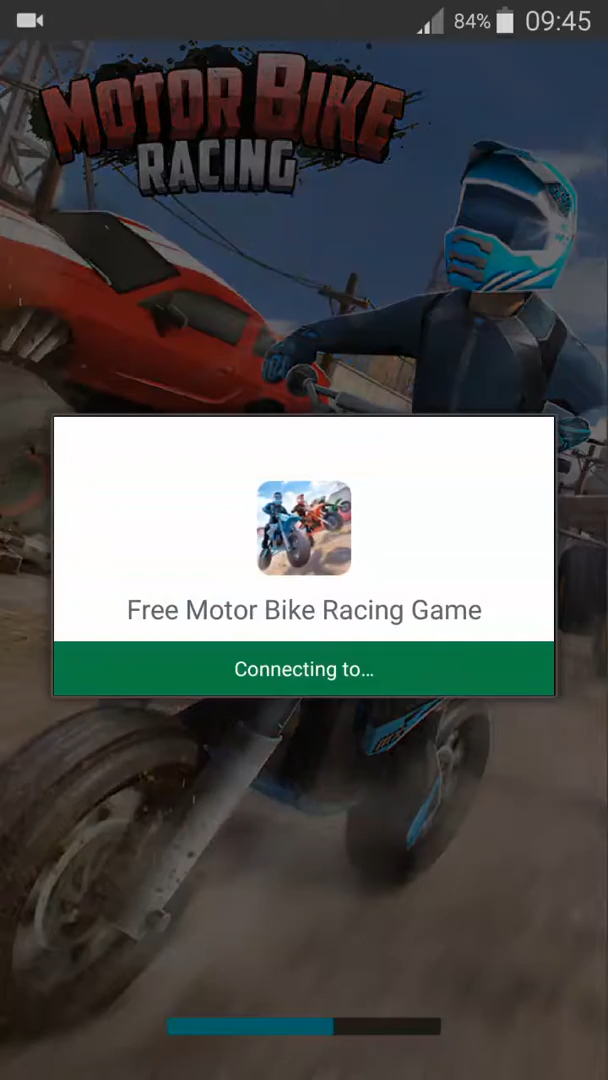 84% 09:45
MOTOR BIKE
RACING
Free Motor Bike Racing Game
Connecting to...